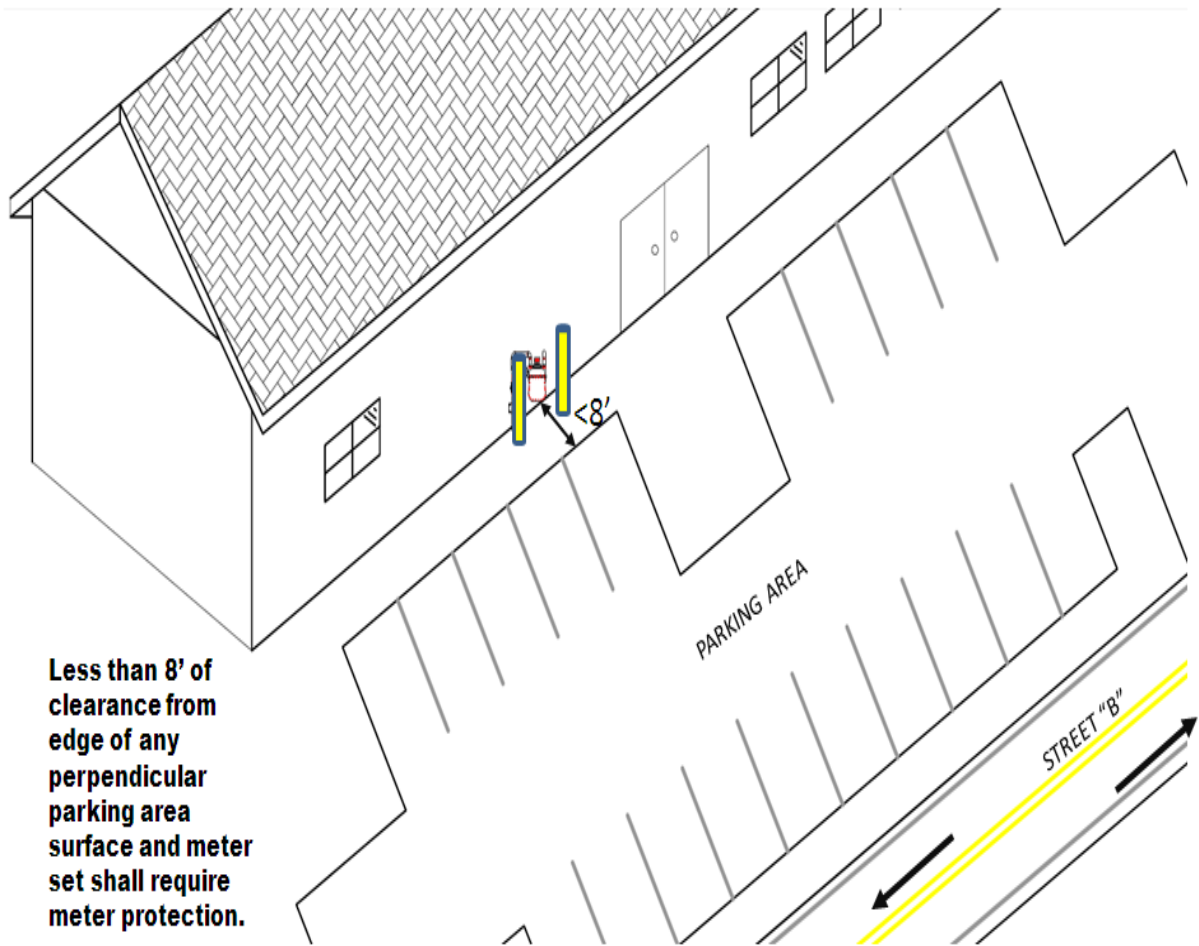 <8'
PARKING AREA
STREET "B"
Less than 8' of
clearance from
edge of any
perpendicular
parking area
surface and meter
set shall require
meter protection.